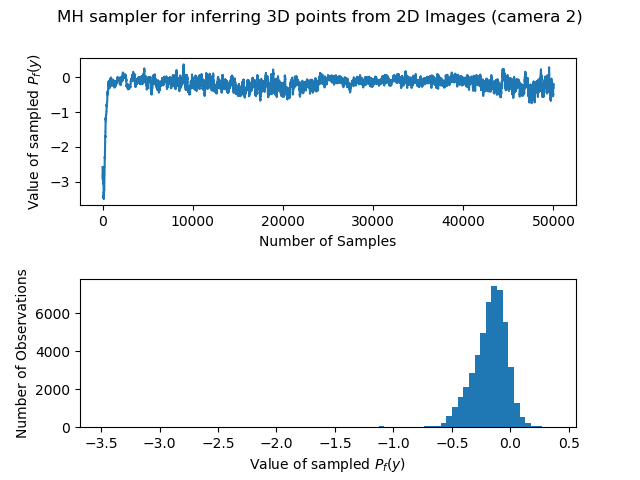 MH sampler for inferring 3D points from 2D Images (camera 2)
Value of sampled P_f(y)
0
−1
−2
−3
0 10000 20000 30000 40000 50000
Number of Samples
Number of Observations
6000
4000
2000
0
−3.5 −3.0 −2.5 −2.0 −1.5 −1.0 −0.5 0.0 0.5
Value of sampled P_f(y)